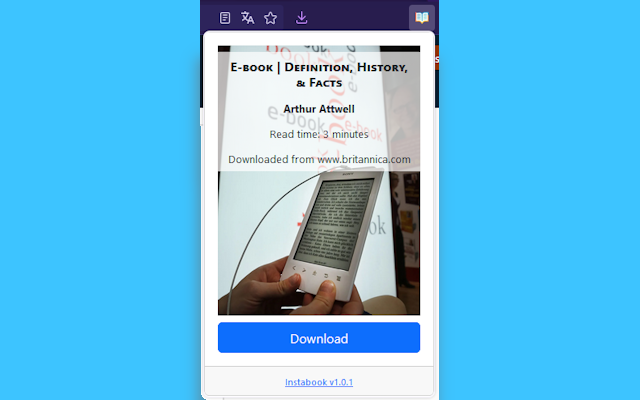 E-book | Definition, History,
& Facts
Arthur Attwell
e-book
Read time: 3 minutes
Downloaded from www.britannica.com
Download
Instabook v1.0.1